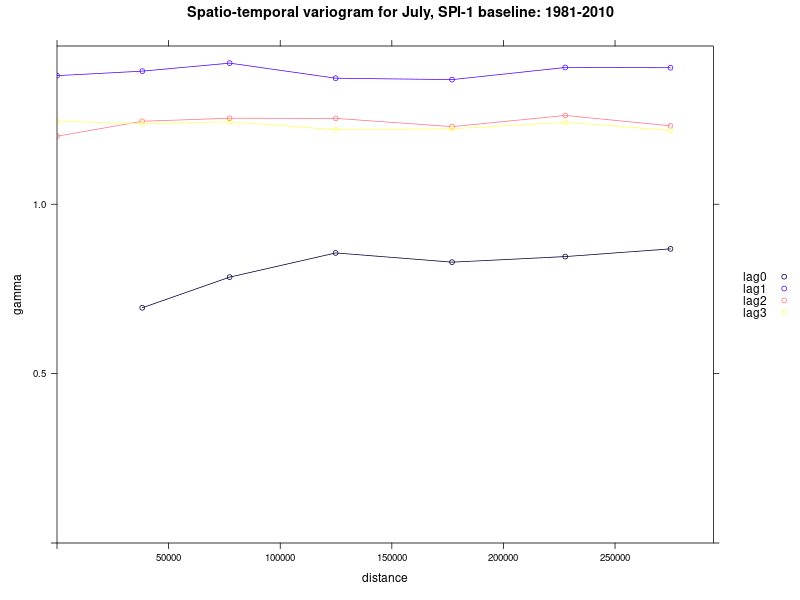 Spatio-temporal variogram for July, SPI-1 baseline: 1981-2010
1.0
0.5
gamma
50000 100000 150000 200000 250000
distance
lag0
lag1
lag2
lag3